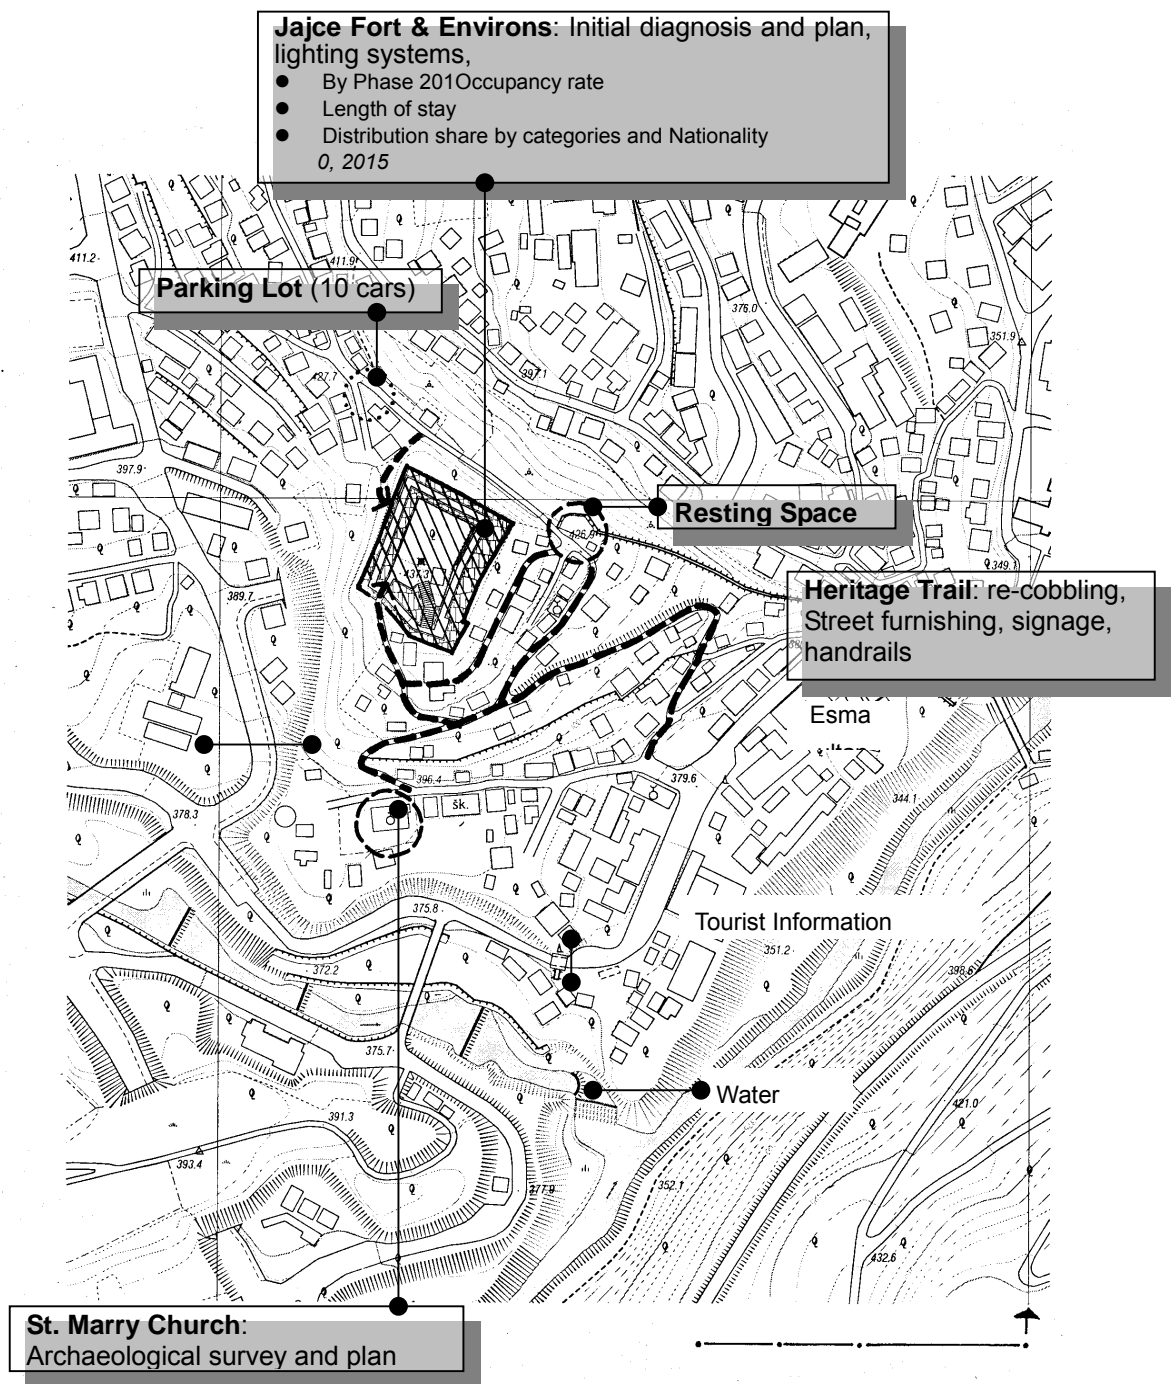 Jajce Fort & Environs: Initial diagnosis and plan,
lighting systems,
● By Phase 201Occupancy rate
● Length of stay
● Distribution share by categories and Nationality
0, 2015
411.2
411.9
Parking Lot (10 cars)
376.0
351.9
427.7
397.1
397.9
Resting Space
426.9
437.3
349.1
389.7
Heritage Trail: re-cobbling,
Street furnishing, signage,
handrails
Esma
396.4
379.6
šk.
344.1
378.3
375.8
Tourist Information
351.2
372.2
398.6
375.7
Water
391.3
421.0
393.4
377.9
352.1
432.6
St. Marry Church:
Archaeological survey and plan